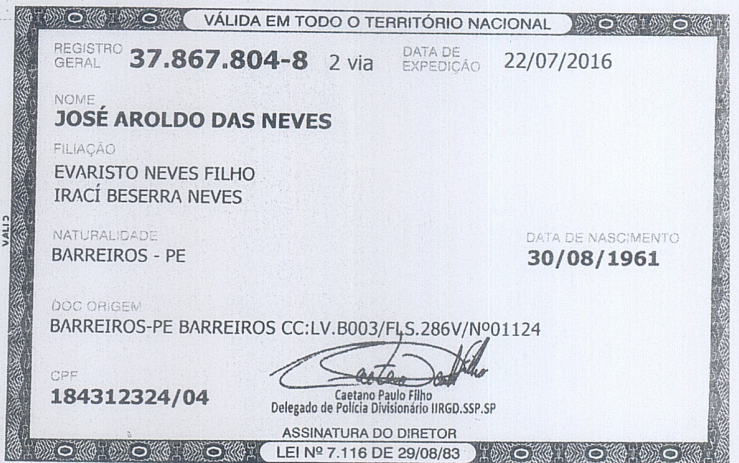 VÁLIDA EM TODO O TERRITÓRIO NACIONAL
REGISTRO GERAL 37.867.804-8 2 via DATA DE EXPEDIÇÃO 22/07/2016
NOME
JOSÉ AROLDO DAS NEVES
FILIAÇÃO
EVARISTO NEVES FILHO
IRACÍ BESERRA NEVES
NATURALIDADE DATA DE NASCIMENTO
BARREIROS - PE 30/08/1961
DOC ORIGEM
BARREIROS-PE BARREIROS CC:LV.B003/FLS.286V/Nº01124
CPF
184312324/04
Caetano Paulo Filho
Delegado de Polícia Divisionário IIRGD.SSP.SP
ASSINATURA DO DIRETOR
LEI Nº 7.116 DE 29/08/83